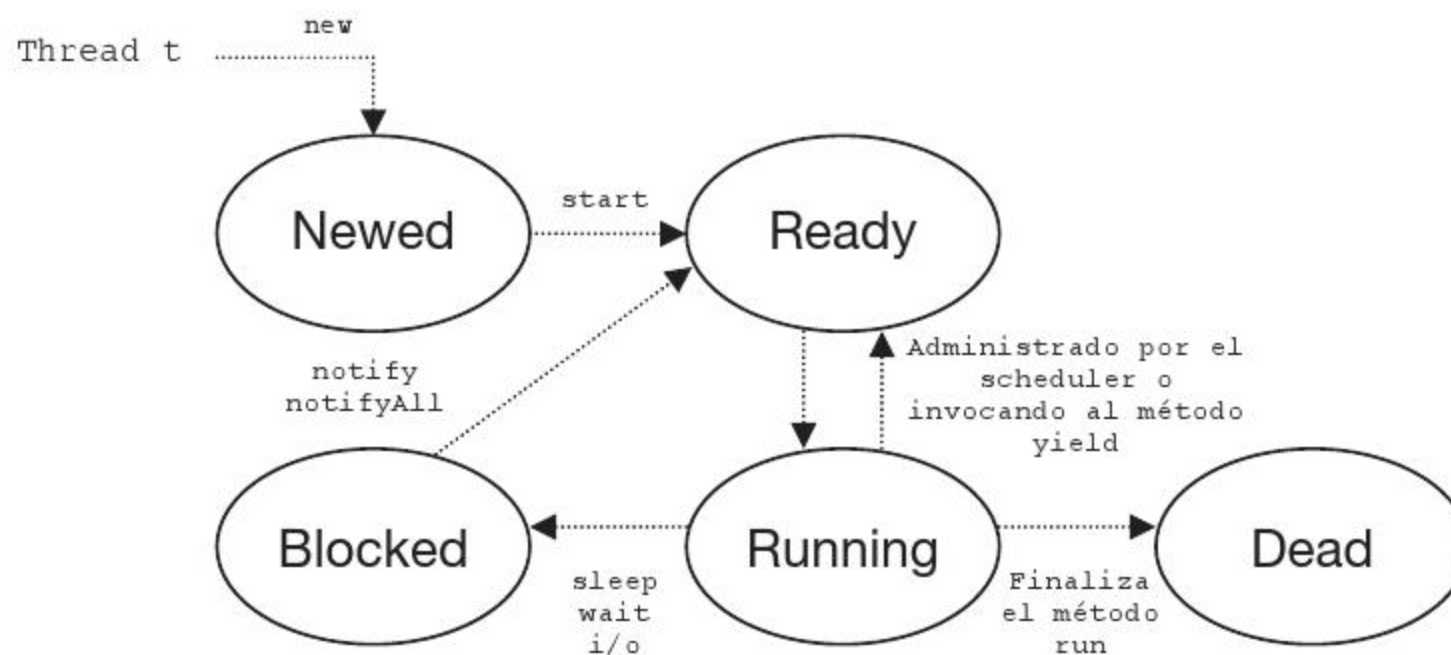 new
Thread t
Newed
start
Ready
notify
notifyAll
Administrado por el
scheduler o
invocando al método
yield
Blocked
sleep
wait
i/o
Running
Finaliza
el método
run
Dead